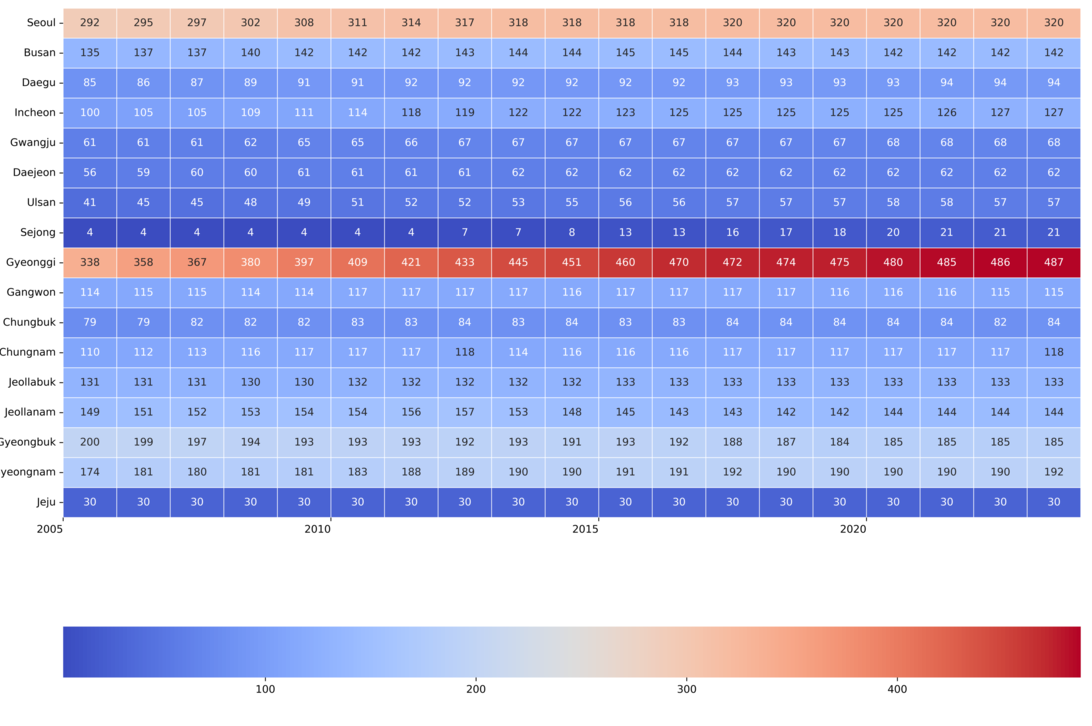 Seoul 292 295 297 302 308 311 314 317 318 318 318 318 320 320 320 320 320 320 320
Busan 135 137 137 140 142 142 142 143 144 144 145 145 144 143 143 142 142 142 142
Daegu 85 86 87 89 91 91 92 92 92 92 92 92 93 93 93 93 94 94 94
Incheon 100 105 105 109 111 114 118 119 122 122 123 125 125 125 125 125 126 127 127
Gwangju 61 61 61 62 65 65 66 67 67 67 67 67 67 67 67 68 68 68 68
Daejeon 56 59 60 60 61 61 61 61 62 62 62 62 62 62 62 62 62 62 62
Ulsan 41 45 45 48 49 51 52 52 53 55 56 56 57 57 57 58 58 57 57
Sejong 4 4 4 4 4 4 4 7 7 8 13 13 16 17 18 20 21 21 21
Gyeonggi 338 358 367 380 397 409 421 433 445 451 460 470 472 474 475 480 485 486 487
Gangwon 114 115 115 114 114 117 117 117 117 116 117 117 117 117 116 116 116 115 115
Chungbuk 79 79 82 82 82 83 83 84 83 84 83 83 84 84 84 84 84 82 84
Chungnam 110 112 113 116 117 117 117 118 114 116 116 116 117 117 117 117 117 117 118
Jeollabuk 131 131 131 130 130 132 132 132 132 132 133 133 133 133 133 133 133 133 133
Jeollanam 149 151 152 153 154 154 156 157 153 148 145 143 143 142 142 144 144 144 144
Gyeongbuk 200 199 197 194 193 193 193 192 193 191 193 192 188 187 184 185 185 185 185
yeongnam 174 181 180 181 181 183 188 189 190 190 191 191 192 190 190 190 190 190 192
Jeju 30 30 30 30 30 30 30 30 30 30 30 30 30 30 30 30 30 30 30
2005 2010 2015 2020
100 200 300 400